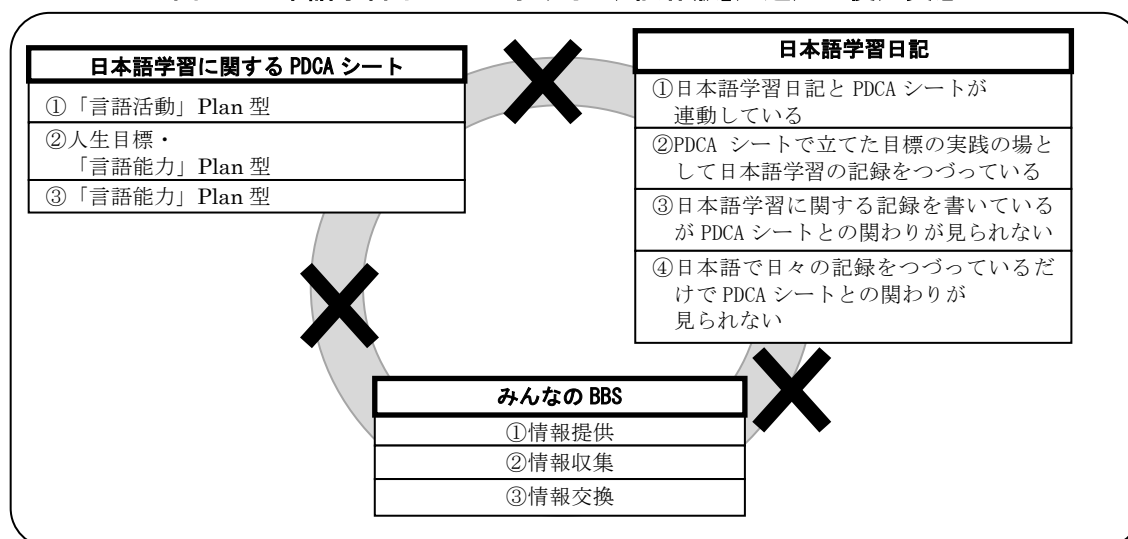 日本語学習に関する PDCA シート
①「言語活動」Plan 型
②人生目標・
「言語能力」Plan 型
③「言語能力」Plan 型
日本語学習日記
①日本語学習日記と PDCA シートが
連動している
②PDCA シートで立てた目標の実践の場と
して日本語学習の記録をつづっている
③日本語学習に関する記録を書いている
が PDCA シートとの関わりが見られない
④日本語で日々の記録をつづっているだ
けで PDCA シートとの関わりが
見られない
みんなの BBS
①情報提供
②情報収集
③情報交換